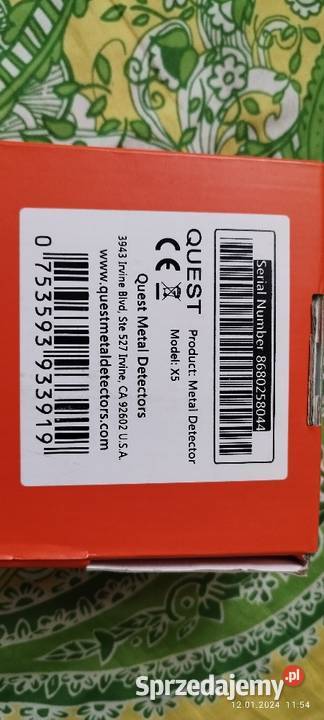 Serial Number 8680258044
QUEST
Product: Metal Detector
Model: X5
Quest Metal Detectors
3943 Irvine Blvd, Ste 527 Irvine, CA 92602 U.S.A.
www.questmetaldetectors.com
0 753593 933919
12.01.2024 11:54
Sprzedajemy.pl